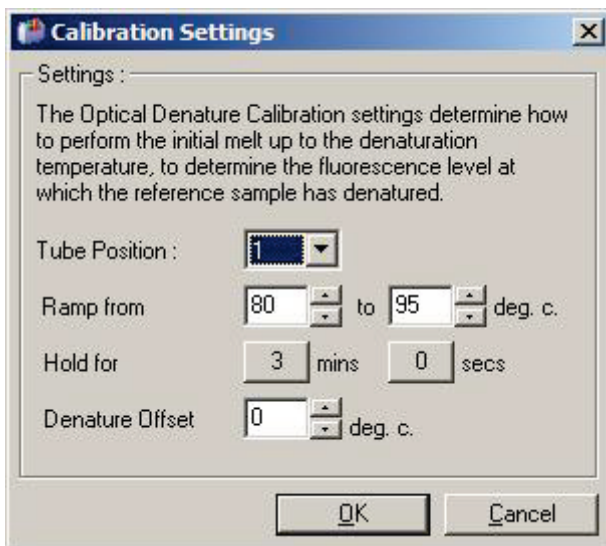 Calibration Settings
Settings :
The Optical Denature Calibration settings determine how
to perform the initial melt up to the denaturation
temperature, to determine the fluorescence level at
which the reference sample has denatured.
Tube Position : 1
Ramp from 80 to 95 deg. c.
Hold for 3 mins 0 secs
Denature Offset 0 deg. c.
OK Cancel